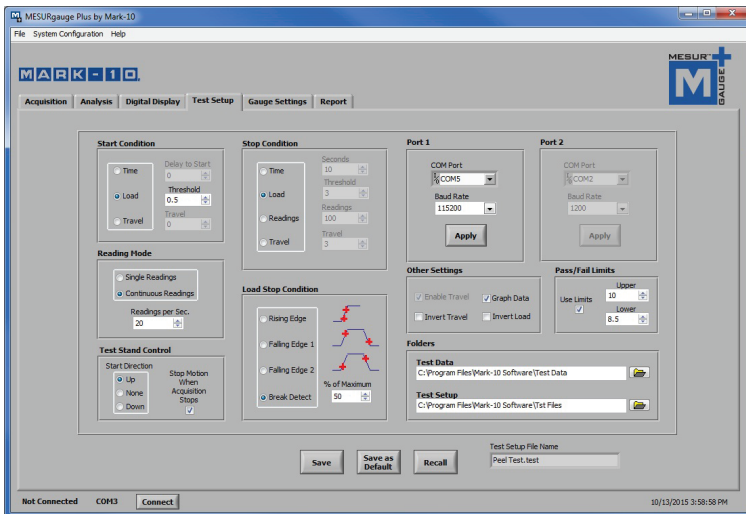 MESURgauge Plus by Mark-10
File System Configuration Help
MARK-10
MESUR
M
GAUGE
Acquisition Analysis Digital Display Test Setup Gauge Settings Report
Start Condition
Time
Load
Travel
Delay to Start
0
Threshold
0.5
Travel
0
Reading Mode
Single Readings
Continuous Readings
Readings per Sec.
20
Test Stand Control
Start Direction
Up
None
Down
Stop Motion
When
Acquisition
Stops
Stop Condition
Time
Load
Readings
Travel
Seconds
10
Threshold
3
Readings
100
Travel
3
Load Stop Condition
Rising Edge
Falling Edge 1
Falling Edge 2
Break Detect
% of Maximum
50
Port 1
COM Port
COM5
Baud Rate
115200
Apply
Port 2
COM Port
COM2
Baud Rate
1200
Apply
Other Settings
Enable Travel Graph Data
Invert Travel Invert Load
Pass/Fail Limits
Use Limits
Upper
10
Lower
8.5
Folders
Test Data
C:\Program Files\Mark-10 Software\Test Data
Test Setup
C:\Program Files\Mark-10 Software\Tst Files
Save
Save as
Default
Recall
Test Setup File Name
Peel Test.test
Not Connected COM3 Connect
10/13/2015 3:58:58 PM